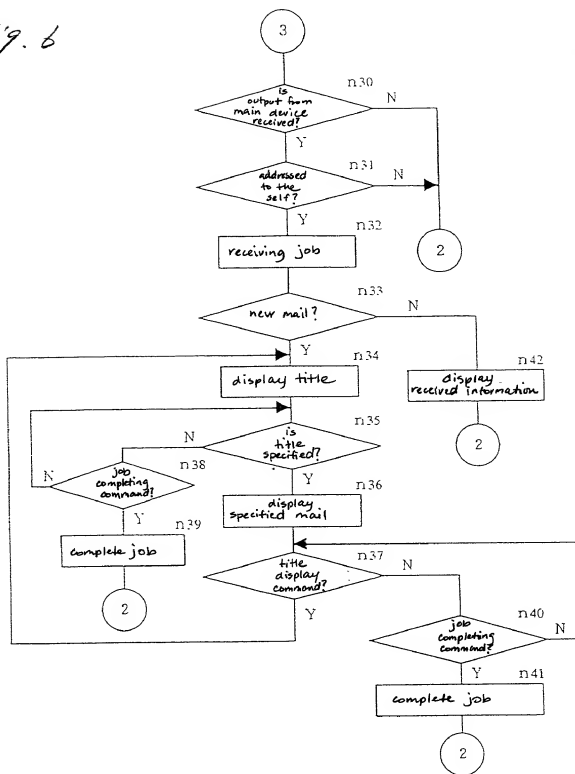 Fig. 6
3
n30
is
output from
main device
received?
N
Y
n31
addressed
to the
self?
N
Y
n32
receiving job
2
n33
new mail?
N
Y
n34
display title
n42
display
received information
2
n35
is
title
specified?
N
Y
n38
job
completing
command?
N
Y
n36
display
specified mail
n39
complete job
2
n37
title
display
command?
N
Y
n40
job
completing
command?
N
Y
n41
complete job
2